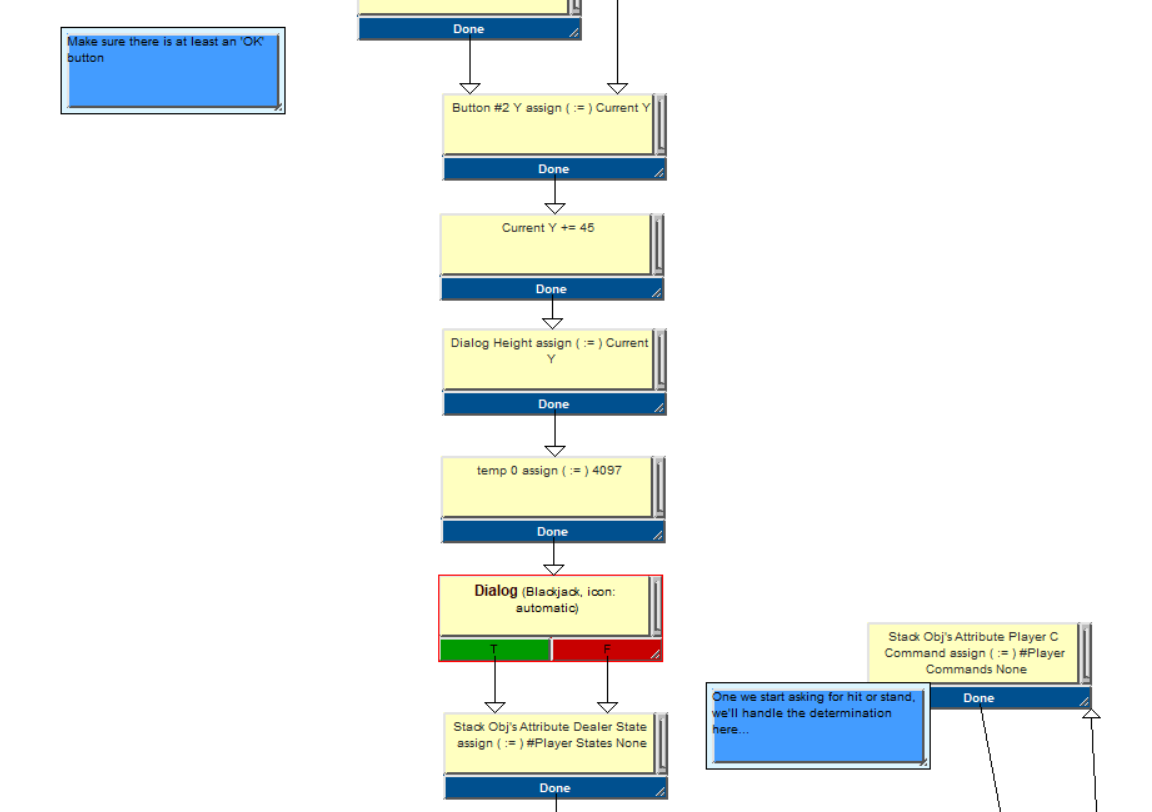 Done
Make sure there is at least an 'OK'
button
Button #2 Y assign ( := ) Current Y
Done
Current Y += 45
Done
Dialog Height assign ( := ) Current
Y
Done
temp 0 assign ( := ) 4097
Done
Dialog (Blackjack, icon:
automatic)
T
F
Stack Obj's Attribute Player C
Command assign ( := ) #Player
Commands None
Done
One we start asking for hit or stand,
we'll handle the determination
here...
Stack Obj's Attribute Dealer State
assign ( := ) #Player States None
Done